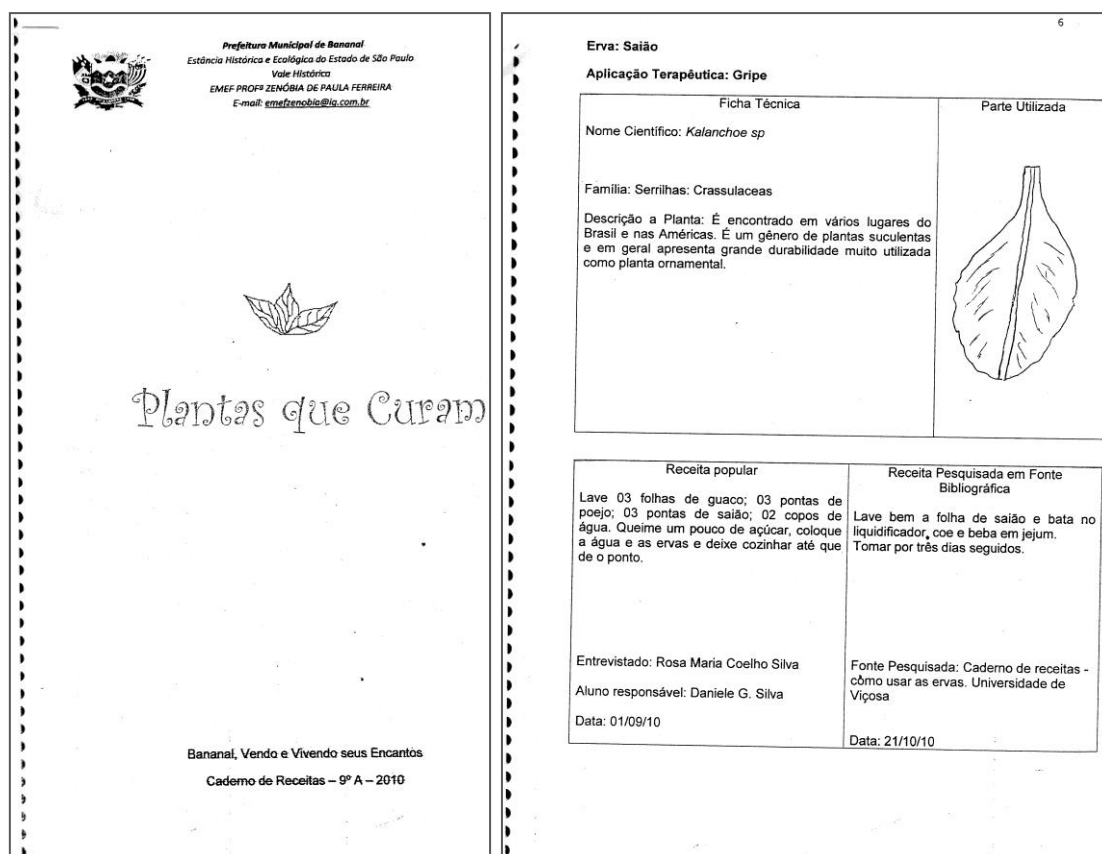 Prefeitura Municipal de Bananal
Estância Histórica e Ecológica do Estado de São Paulo
Vale Histórico
EMEF PROFª ZENÓBIA DE PAULA FERREIRA
E-mail: emefzenobia@ig.com.br
Plantas que Curam
Bananal, Vendo e Vivendo seus Encantos
Caderno de Receitas – 9º A – 2010
6
Erva: Saião
Aplicação Terapêutica: Gripe
Ficha Técnica
Nome Científico: Kalanchoe sp
Família: Serrilhas: Crassulaceas
Descrição a Planta: É encontrado em vários lugares do
Brasil e nas Américas. É um gênero de plantas suculentas
e em geral apresenta grande durabilidade muito utilizada
como planta ornamental.
Parte Utilizada
Receita popular
Lave 03 folhas de guaco; 03 pontas de
poejo; 03 pontas de saião; 02 copos de
água. Queime um pouco de açúcar, coloque
a água e as ervas e deixe cozinhar até que
de o ponto.
Entrevistado: Rosa Maria Coelho Silva
Aluno responsável: Daniele G. Silva
Data: 01/09/10
Receita Pesquisada em Fonte
Bibliográfica
Lave bem a folha de saião e bata no
liquidificador, coe e beba em jejum.
Tomar por três dias seguidos.
Fonte Pesquisada: Caderno de receitas -
cômo usar as ervas. Universidade de
Viçosa
Data: 21/10/10